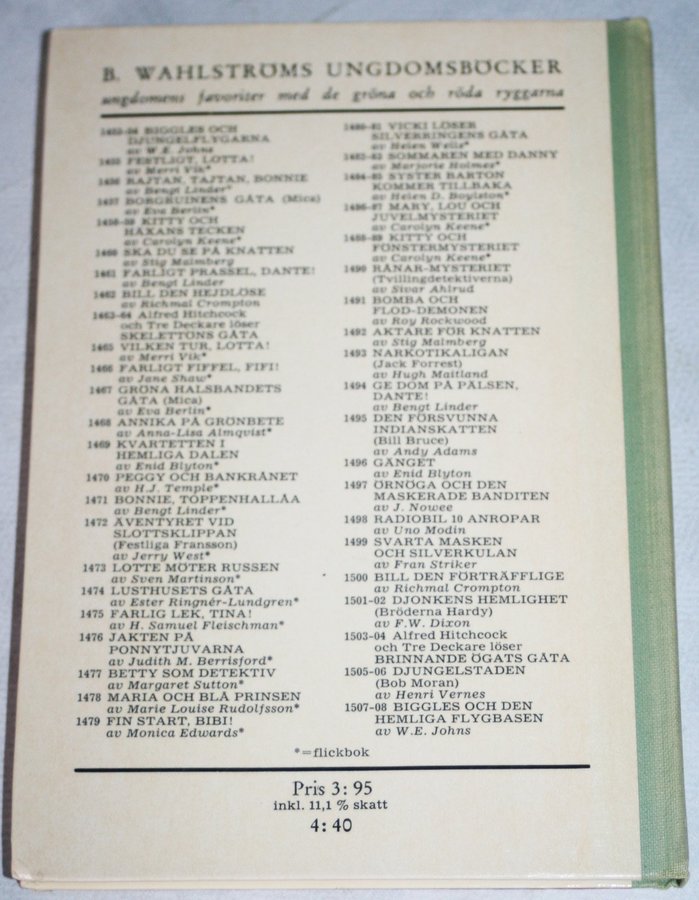 B. WAHLSTRÖMS UNGDOMSBÖCKER
ungdomens favoriter med de gröna och röda ryggarna
1453-54 BIGGLES OCH
DJUNGELFLYGARNA
av W.E. Johns
1455 FESTLIGT, LOTTA!
av Merri Vik*
1456 RAJTAN, TAJTAN, BONNIE
av Bengt Linder*
1457 BORGRUINENS GÅTA (Mica)
av Eva Berlin*
1458-59 KITTY OCH
HÄXANS TECKEN
av Carolyn Keene*
1460 SKA DU SE PÅ KNATTEN
av Stig Malmberg
1461 FARLIGT PRASSEL, DANTE!
av Bengt Linder
1462 BILL DEN HEJDLÖSE
av Richmal Crompton
1463-64 Alfred Hitchcock
och Tre Deckare löser
SKELETTÖNS GÅTA
1465 VILKEN TUR, LOTTA!
av Merri Vik*
1466 FARLIGT FIFFEL, FIFI!
av Jane Shaw*
1467 GRÖNA HALSBANDETS
GÅTA (Mica)
av Eva Berlin*
1468 ANNIKA PÅ GRÖNBETE
av Anna-Lisa Almqvist*
1469 KVARTETTEN I
HEMLIGA DALEN
av Enid Blyton*
1470 PEGGY OCH BANKRÅNET
av H.J. Temple*
1471 BONNIE, TOPPENHALLÅA
av Bengt Linder*
1472 ÄVENTYRET VID
SLOTTSKLIPPAN
(Festliga Fransson)
av Jerry West*
1473 LOTTE MÖTER RUSSEN
av Sven Martinson*
1474 LUSTHUSETS GÅTA
av Ester Ringnér-Lundgren*
1475 FARLIG LEK, TINA!
av H. Samuel Fleischman*
1476 JAKTEN PÅ
PONNYTJUVARNA
av Judith M. Berrisford*
1477 BETTY SOM DETEKTIV
av Margaret Sutton*
1478 MARIA OCH BLÅ PRINSEN
av Marie Louise Rudolfsson*
1479 FIN START, BIBI!
av Monica Edwards*
1480-81 VICKI LÖSER
SILVERRINGENS GÅTA
av Helen Wells*
1482-83 SOMMAREN MED DANNY
av Marjorie Holmes*
1484-85 SYSTER BARTON
KOMMER TILLBAKA
av Helen D. Boylston*
1486-87 MARY, LOU OCH
JUVELMYSTERIET
av Carolyn Keene*
1488-89 KITTY OCH
FÖNSTERMYSTERIET
av Carolyn Keene*
1490 RÅNAR-MYSTERIET
(Tvillingdetektiverna)
av Sivar Ahlrud
1491 BOMBA OCH
FLOD-DEMONEN
av Roy Rockwood
1492 AKTARE FÖR KNATTEN
av Stig Malmberg
1493 NARKOTIKALIGAN
(Jack Forrest)
av Hugh Maitland
1494 GE DOM PÅ PÄLSEN,
DANTE!
av Bengt Linder
1495 DEN FÖRSVUNNA
INDIANSKATTEN
(Bill Bruce)
av Andy Adams
1496 GÄNGET
av Enid Blyton
1497 ÖRNÖGA OCH DEN
MASKERADE BANDITEN
av J. Nowee
1498 RADIOBIL 10 ANROPAR
av Uno Modin
1499 SVARTA MASKEN
OCH SILVERKULAN
av Fran Striker
1500 BILL DEN FÖRTRÄFFLIGE
av Richmal Crompton
1501-02 DJONKENS HEMLIGHET
(Bröderna Hardy)
av F.W. Dixon
1503-04 Alfred Hitchcock
och Tre Deckare löser
BRINNANDE ÖGATS GÅTA
1505-06 DJUNGELSTADEN
(Bob Moran)
av Henri Vernes
1507-08 BIGGLES OCH DEN
HEMLIGA FLYGBASEN
av W.E. Johns
*=flickbok
Pris 3: 95
inkl. 11,1 % skatt
4: 40